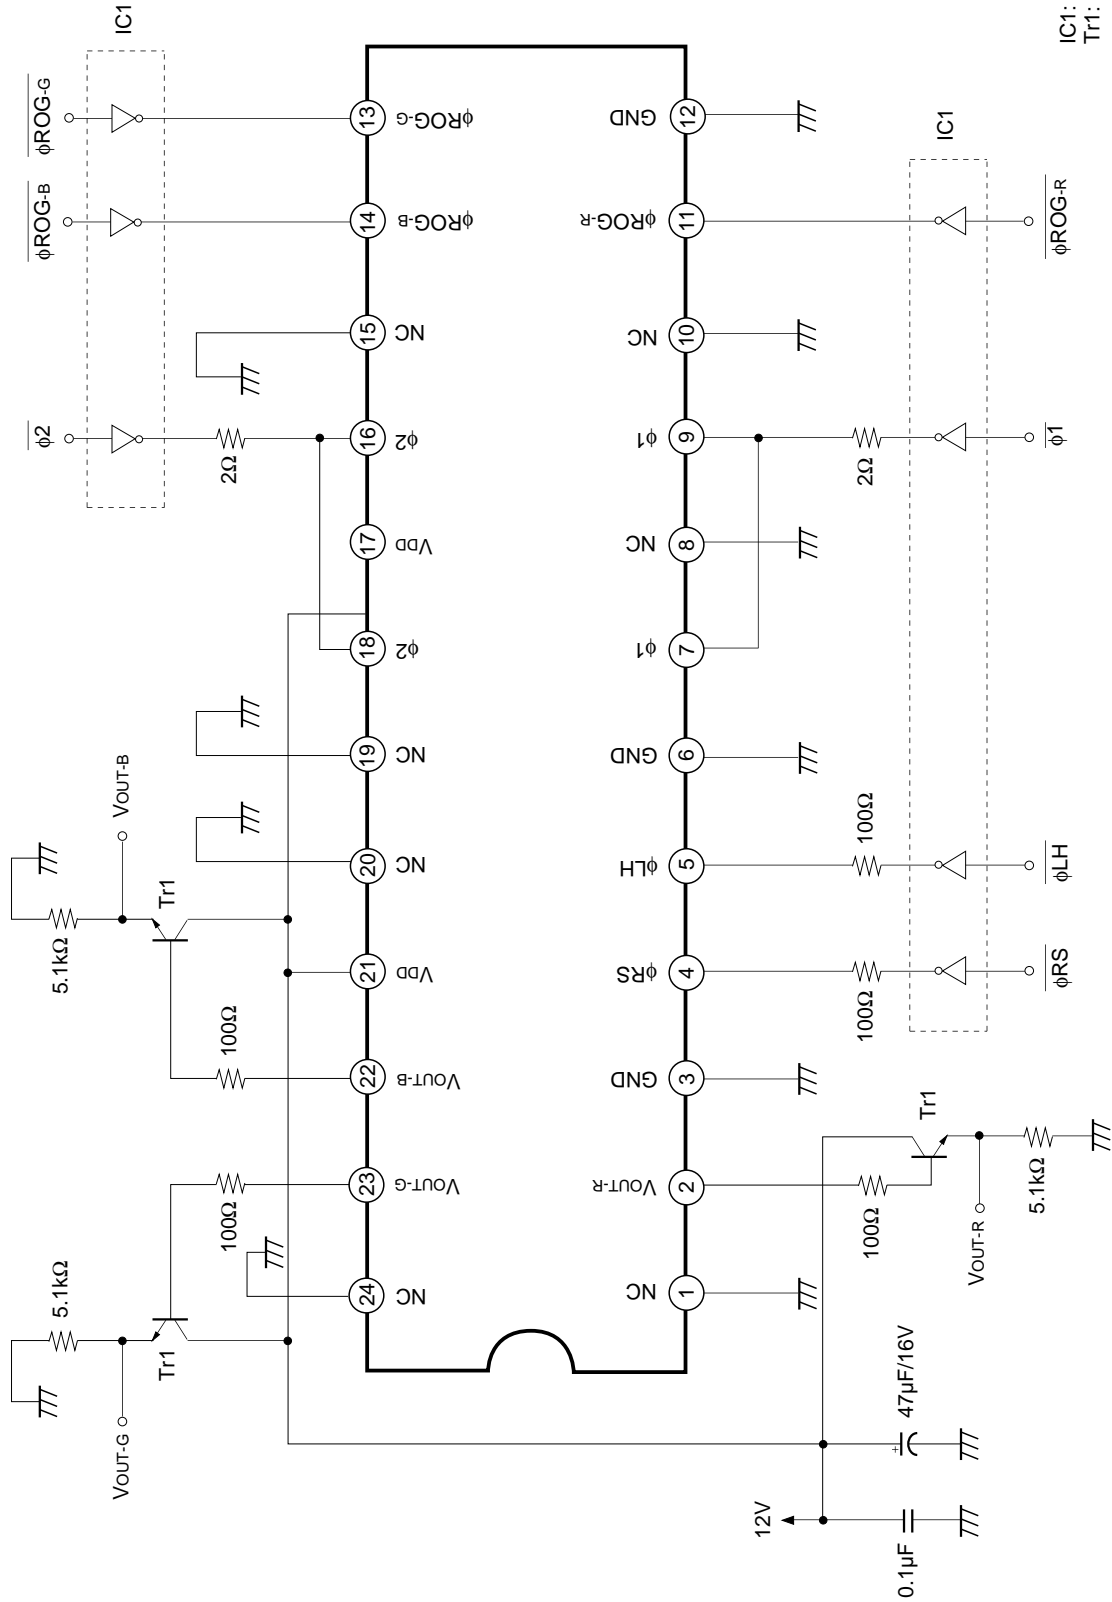 IC1
φROG-G
φROG-B
φ2
VOUT-B
VOUT-G
5.1kΩ
5.1kΩ
Tr1
Tr1
2Ω
100Ω
100Ω
24
23
22
21
20
19
18
17
16
15
14
13
NC
VOUT-G
VOUT-B
VDD
NC
NC
φ2
VDD
φ2
NC
φROG-B
φROG-G
NC
VOUT-R
GND
φRS
φLH
GND
φ1
NC
φ1
NC
φROG-R
GND
1
2
3
4
5
6
7
8
9
10
11
12
12V
0.1µF
47µF/16V
100Ω
Tr1
VOUT-R
5.1kΩ
100Ω
100Ω
2Ω
IC1
φRS
φLH
φ1
φROG-R
IC1:
Tr1: